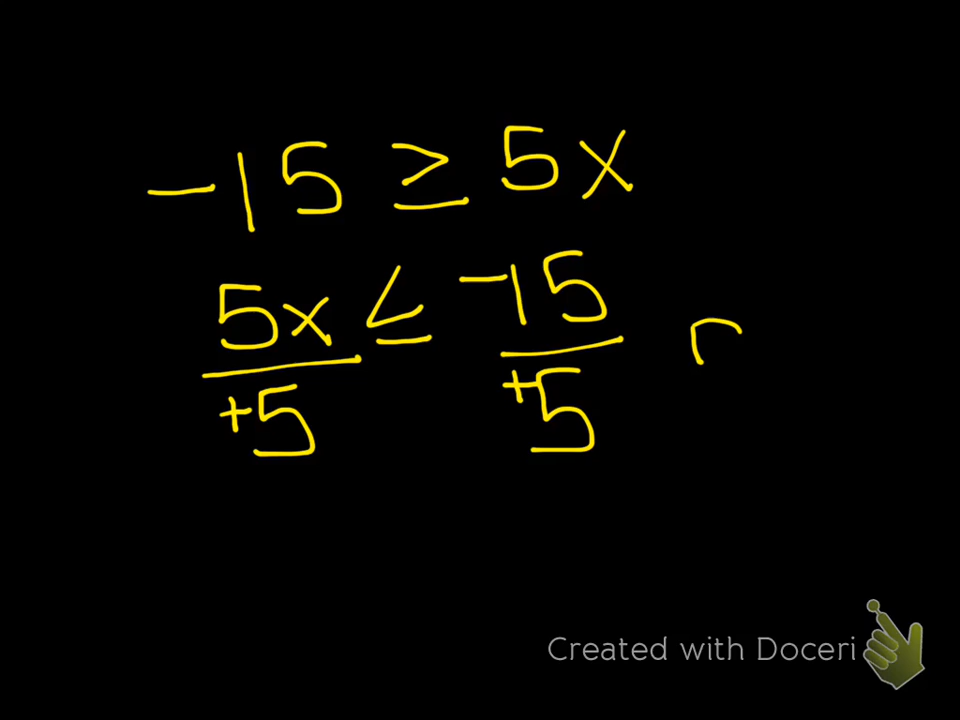 -15 ≥ 5x
5x ≤ -15 r
+5 +5
Created with Doceri